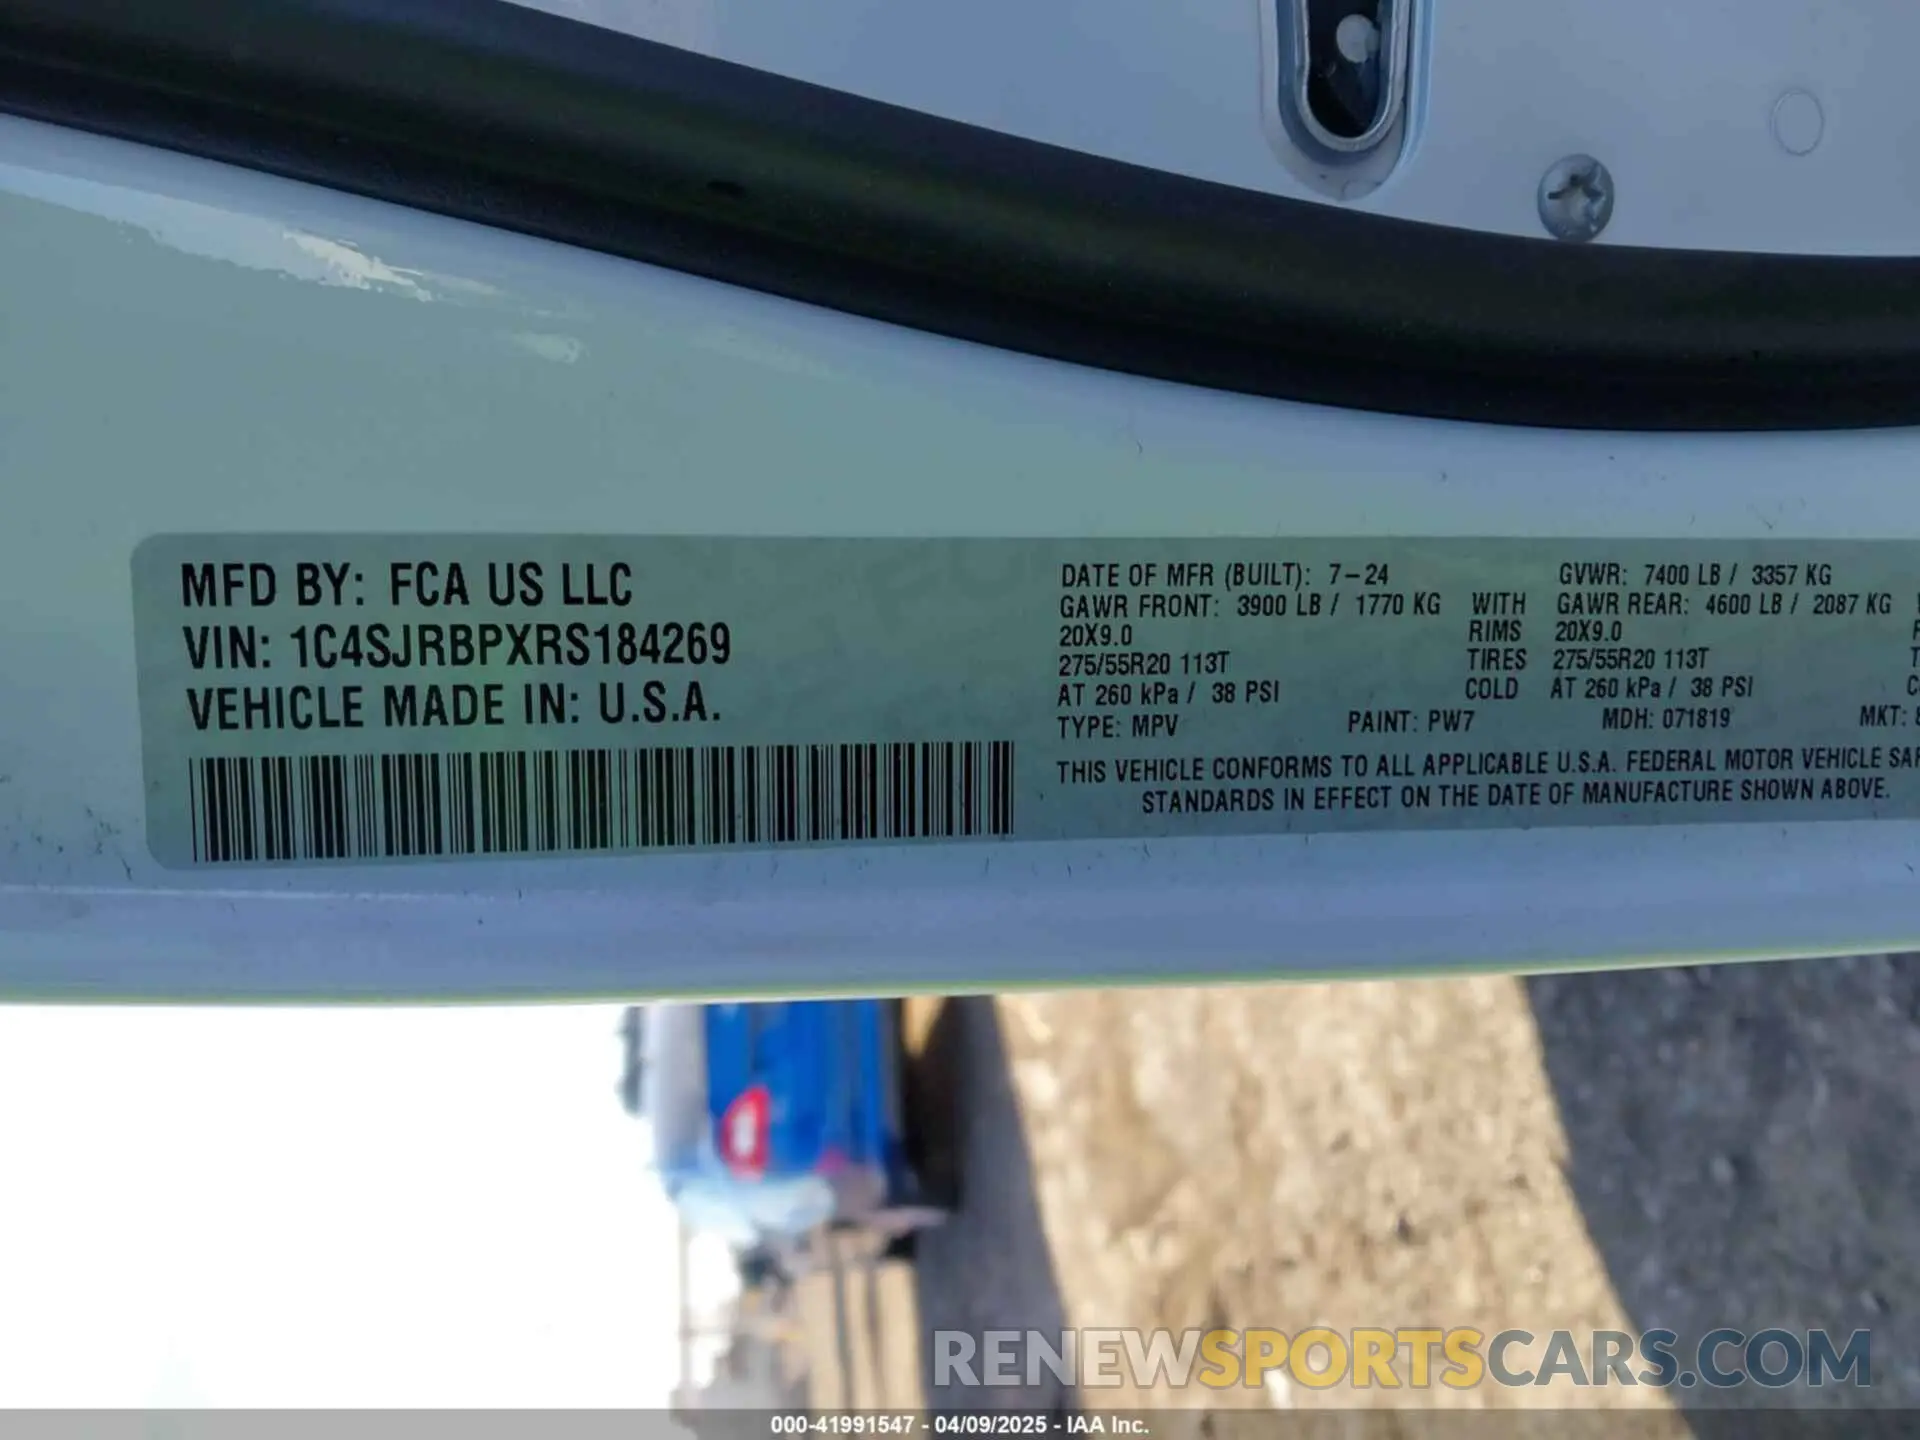 MFD BY: FCA US LLC
VIN: 1C4SJRBPXRS184269
VEHICLE MADE IN: U.S.A.
DATE OF MFR (BUILT): 7-24 GVWR: 7400 LB / 3357 KG
GAWR FRONT: 3900 LB / 1770 KG WITH GAWR REAR: 4600 LB / 2087 KG
20X9.0 RIMS 20X9.0
275/55R20 113T TIRES 275/55R20 113T
AT 260 kPa / 38 PSI COLD AT 260 kPa / 38 PSI
TYPE: MPV PAINT: PW7 MDH: 071819 MKT:
THIS VEHICLE CONFORMS TO ALL APPLICABLE U.S.A. FEDERAL MOTOR VEHICLE
STANDARDS IN EFFECT ON THE DATE OF MANUFACTURE SHOWN ABOVE.
RENEWSPORTSCARS.COM
000-41991547 - 04/09/2025 - IAA Inc.